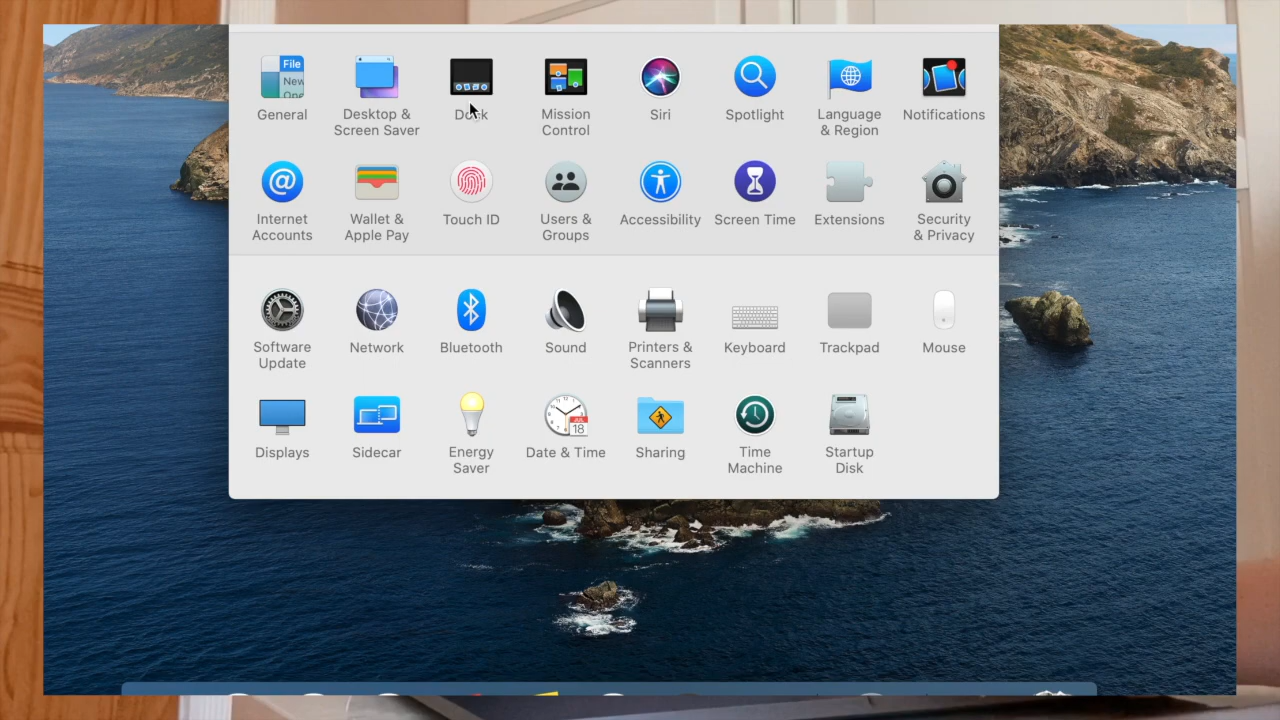 File
New
Ope
General
Desktop &
Screen Saver
Dock
Mission
Control
Siri
Spotlight
Language
& Region
Notifications
@
Internet
Accounts
Wallet &
Apple Pay
Touch ID
Users &
Groups
Accessibility
Screen Time
Extensions
Security
& Privacy
Software
Update
Network
Bluetooth
Sound
Printers &
Scanners
Keyboard
Trackpad
Mouse
Displays
Sidecar
Energy
Saver
JUL
18
Date & Time
Sharing
Time
Machine
Startup
Disk